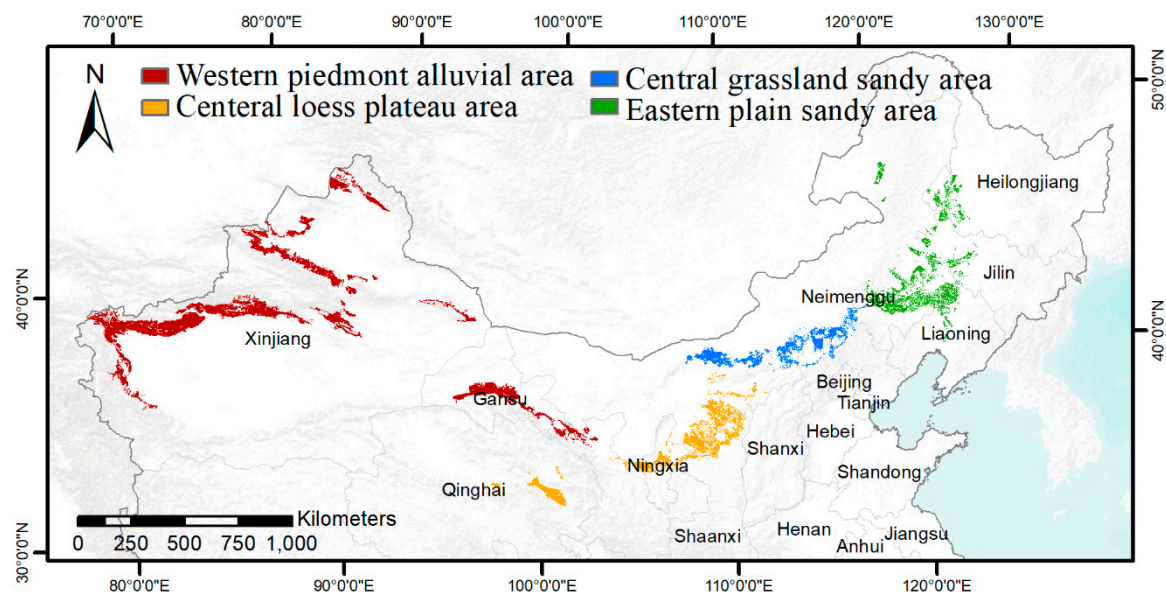 70°0'0"E 80°0'0"E 90°0'0"E 100°0'0"E 110°0'0"E 120°0'0"E 130°0'0"E
N
Western piedmont alluvial area
Central grassland sandy area
Centeral loess plateau area
Eastern plain sandy area
50°0'0"N
Heilongjiang
Jilin
40°0'0"N
Neimenggu
40°0'0"N
Xinjiang
Liaoning
Beijing
Gansu
Tianjin
Hebei
Shanxi
Ningxia
Shandong
Qinghai
Kilometers
Shaanxi
Henan
Jiangsu
Anhui
0 250 500 750 1,000
30°0'0"N
80°0'0"E 90°0'0"E 100°0'0"E 110°0'0"E 120°0'0"E